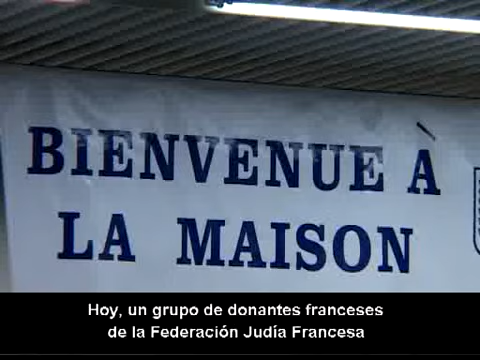 BIENVENUE À
LA MAISON
Hoy, un grupo de donantes franceses
de la Federación Judía Francesa